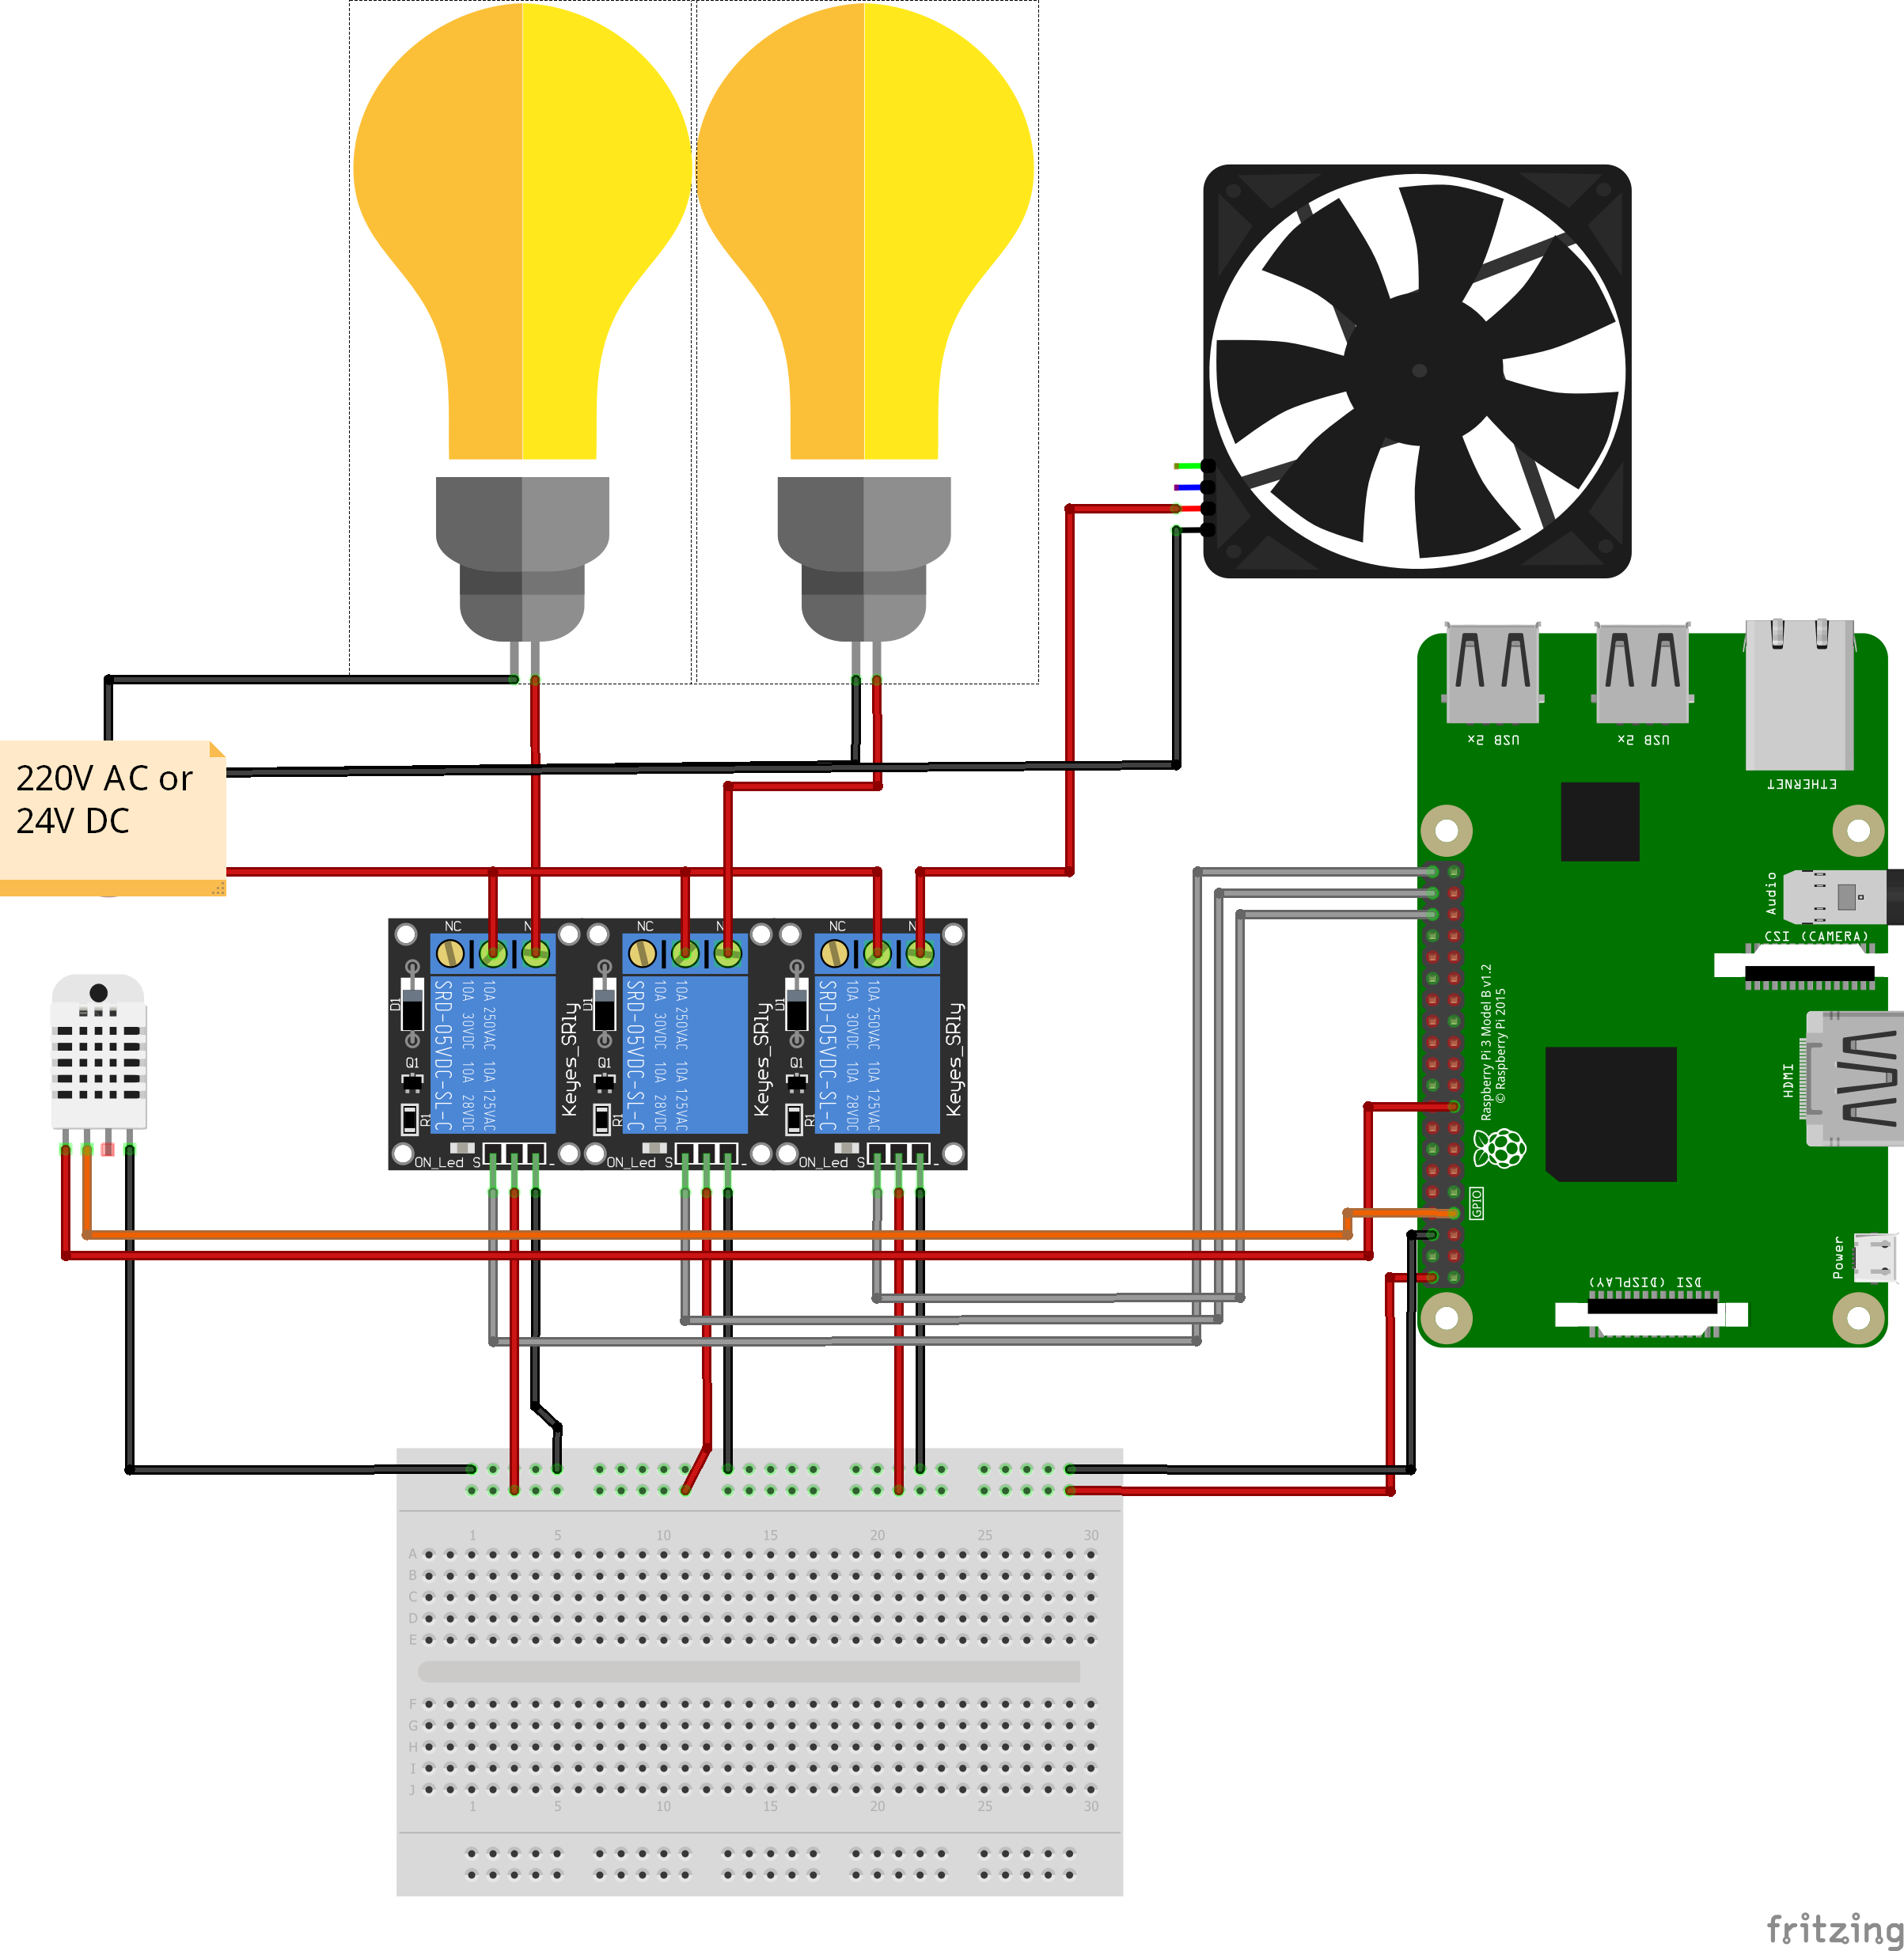 220V AC or
24V DC
USB 2x
USB 2x
ETHERNET
Audio
CSI (CAMERA)
HDMI
Raspberry Pi 3 Model B v1.2
© Raspberry Pi 2015
GPIO
Power
DSI (DISPLAY)
NC
N
D1
Q1
R1
SRD-05VDC-SL-C
10A 30VDC 10A 28VDC
10A 250VAC 10A 125VAC
Keyes_SRly
ON_Led S -
NC
N
D1
Q1
R1
SRD-05VDC-SL-C
10A 30VDC 10A 28VDC
10A 250VAC 10A 125VAC
Keyes_SRly
ON_Led S -
NC
N
D1
Q1
R1
SRD-05VDC-SL-C
10A 30VDC 10A 28VDC
10A 250VAC 10A 125VAC
Keyes_SRly
ON_Led S -
1 5 10 15 20 25 30
A
B
C
D
E
F
G
H
I
J
1 5 10 15 20 25 30
fritzing